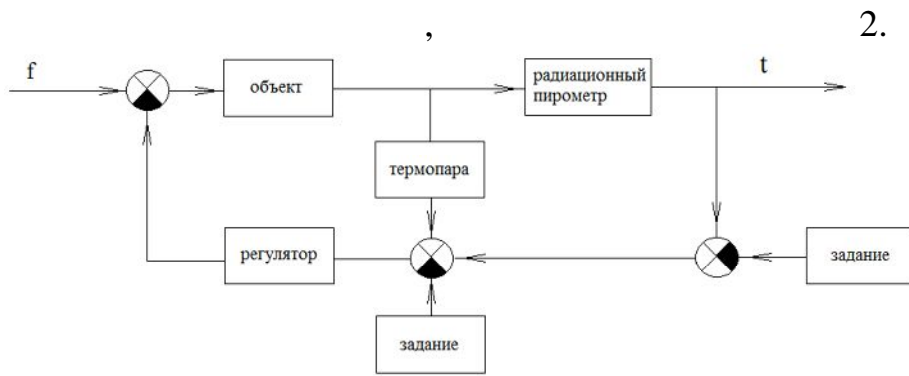 , 2.
f
объект
радиационный
пирометр
t
термопара
регулятор
задание
задание